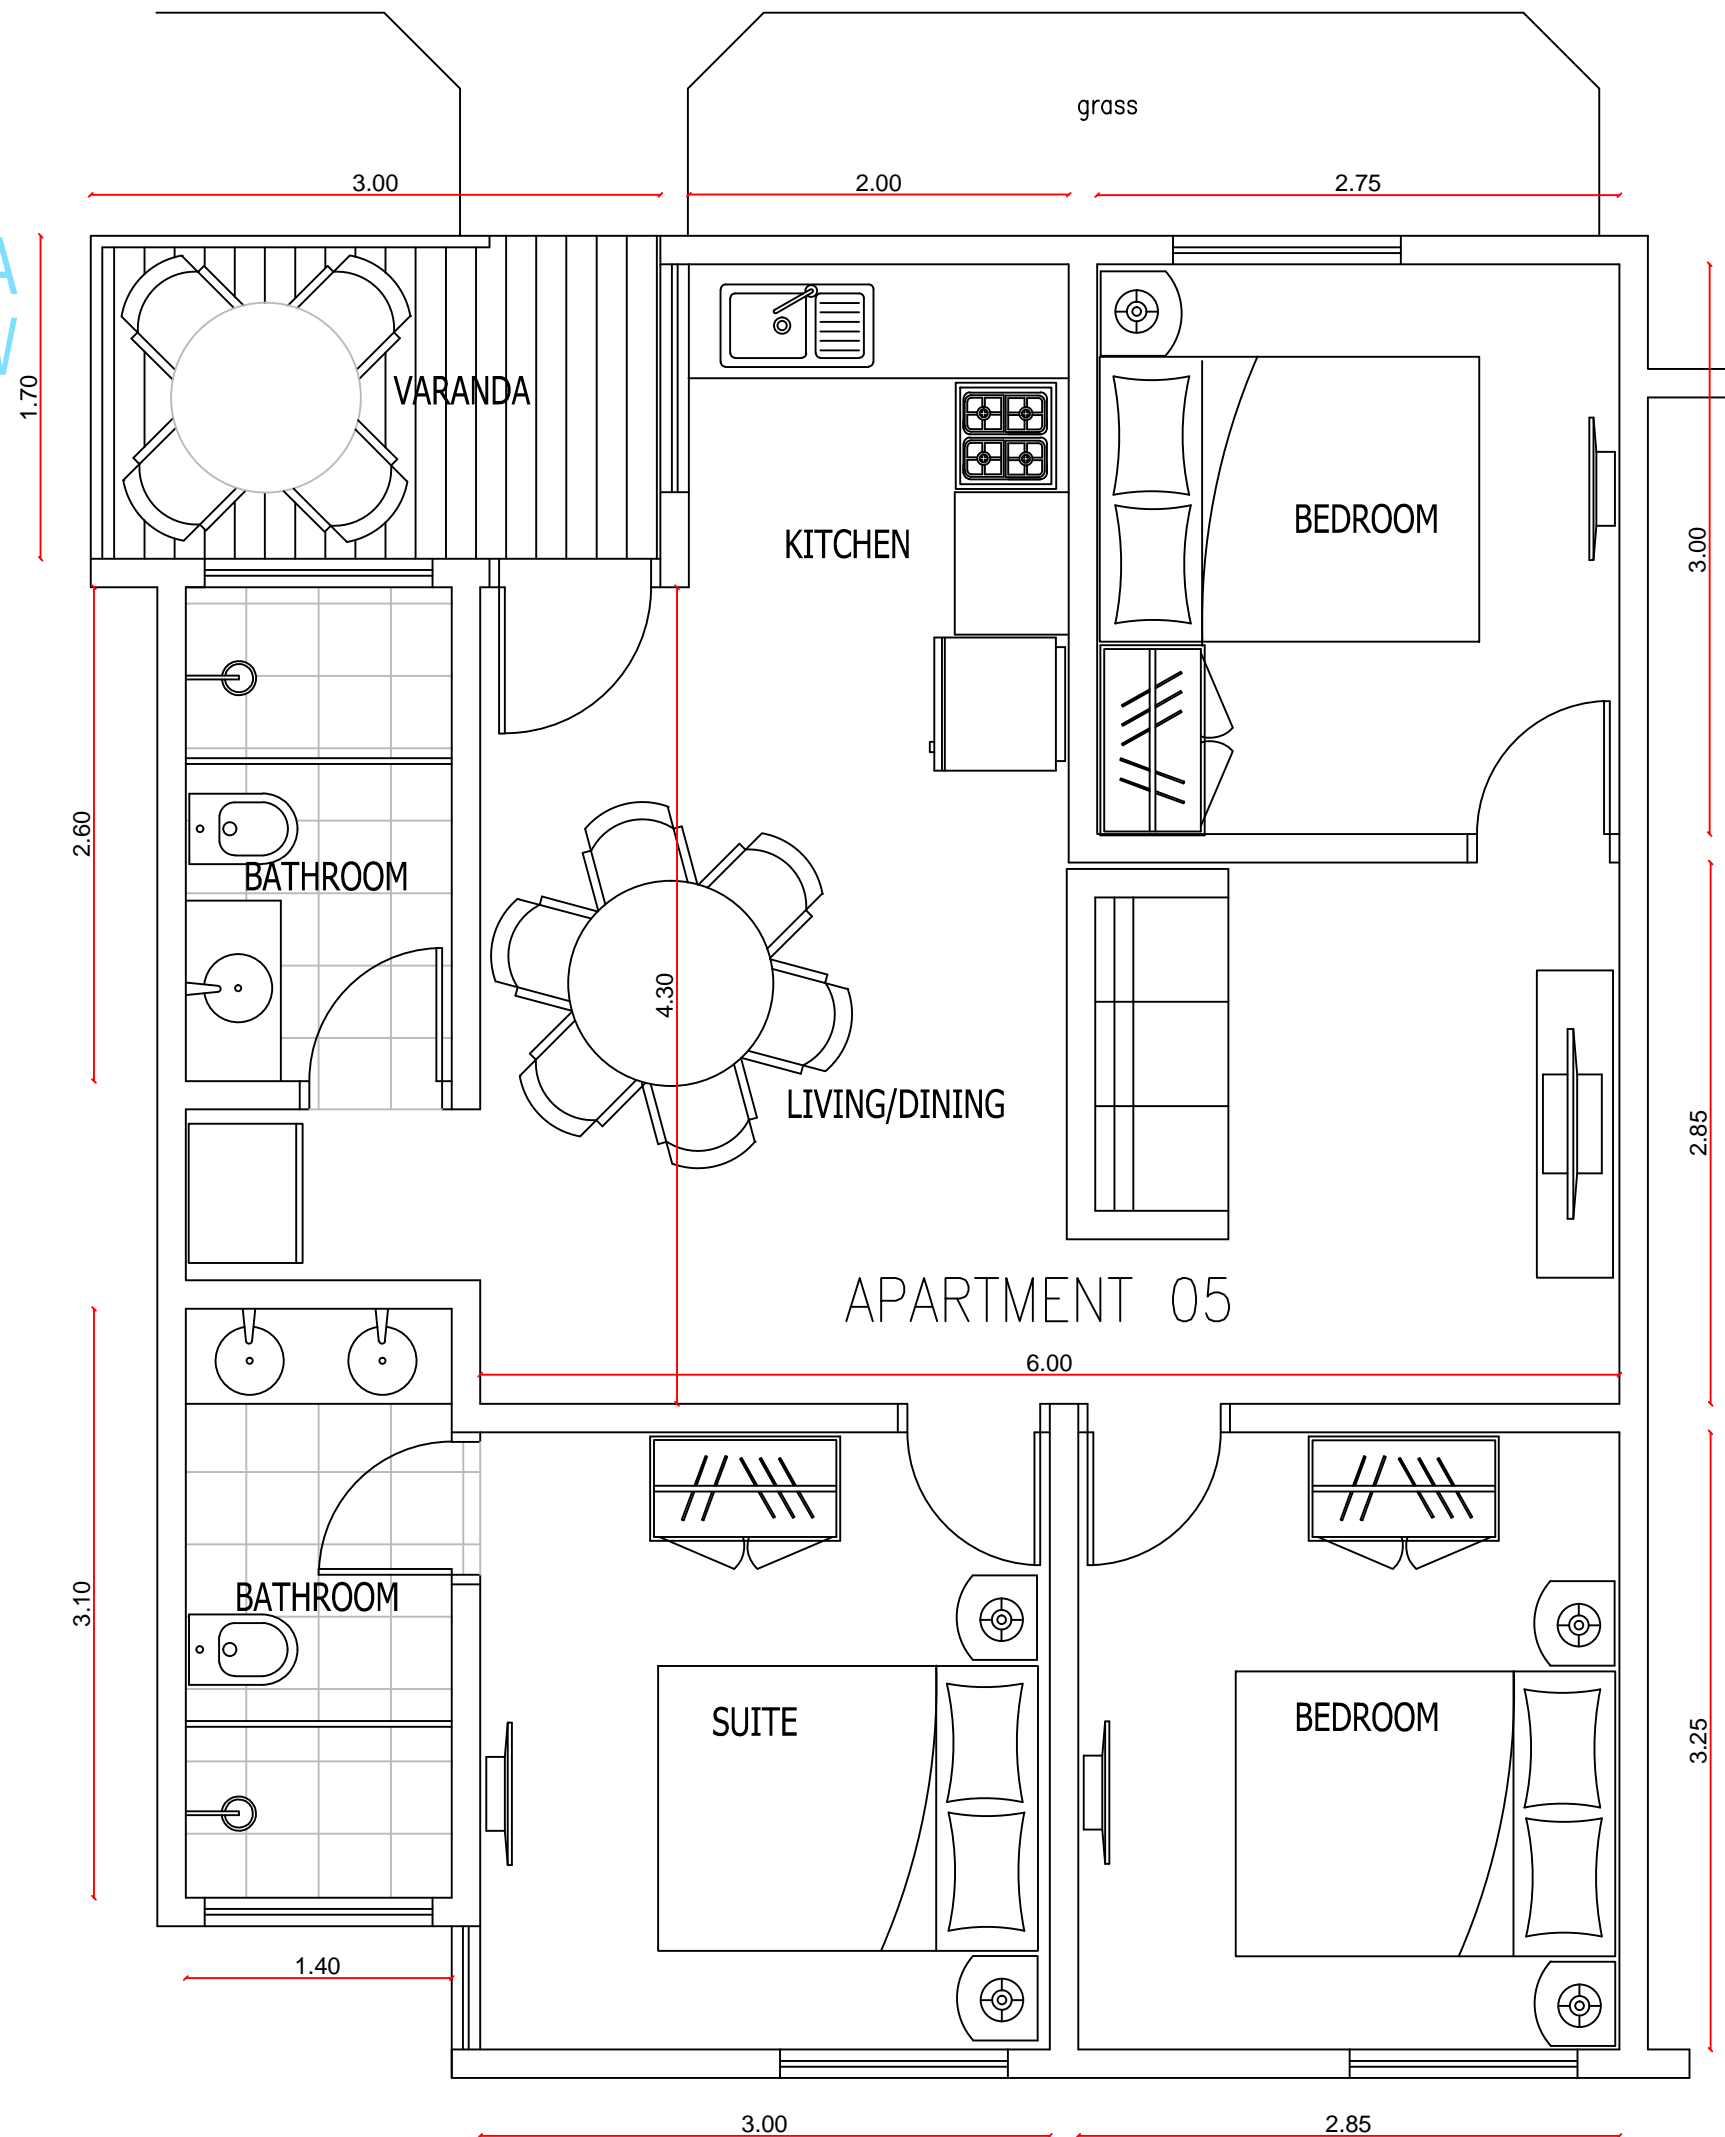 grass
3.00
2.00
2.75
A
1.70
VARANDA
KITCHEN
BEDROOM
3.00
2.60
BATHROOM
4.30
LIVING/DINING
2.85
APARTMENT 05
6.00
3.10
BATHROOM
SUITE
BEDROOM
3.25
1.40
3.00
2.85